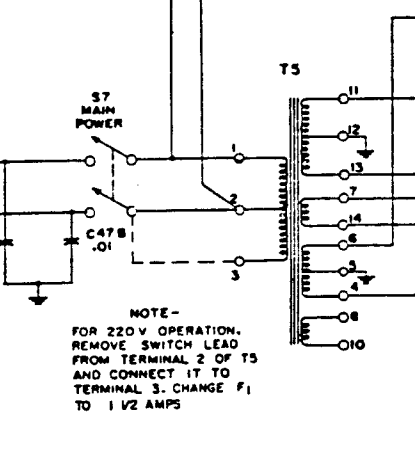 T5
S7
MAIN
POWER
11
1
12
13
2
7
14
6
C47B
.01
5
3
4
8
10
NOTE-
FOR 220V OPERATION,
REMOVE SWITCH LEAD
FROM TERMINAL 2 OF T5
AND CONNECT IT TO
TERMINAL 3. CHANGE F1
TO 1 1/2 AMPS